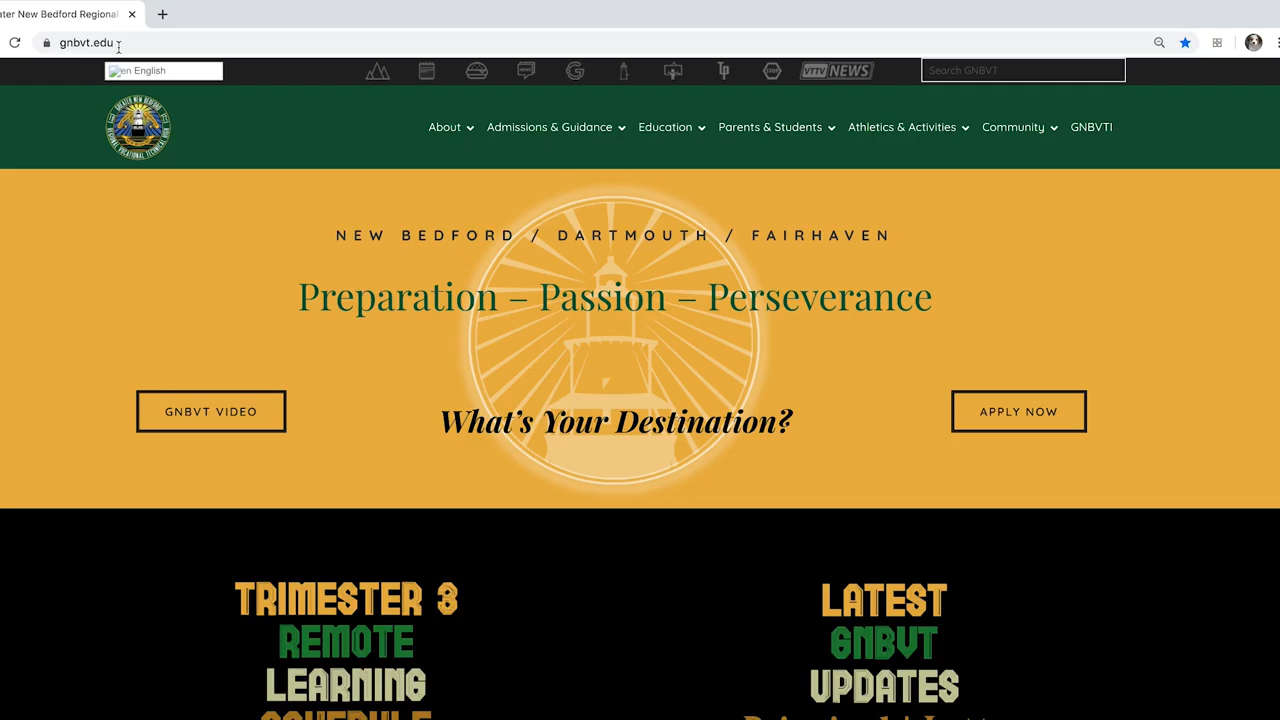 ter New Bedford Regional
gnbvt.edu
en English
VTTV NEWS
Search GNBVT
About
Admissions & Guidance
Education
Parents & Students
Athletics & Activities
Community
GNBVTI
NEW BEDFORD / DARTMOUTH / FAIRHAVEN
Preparation – Passion – Perseverance
GNBVT VIDEO
What's Your Destination?
APPLY NOW
TRIMESTER 3
REMOTE
LEARNING
SCHEDULE
LATEST
GNBVT
UPDATES